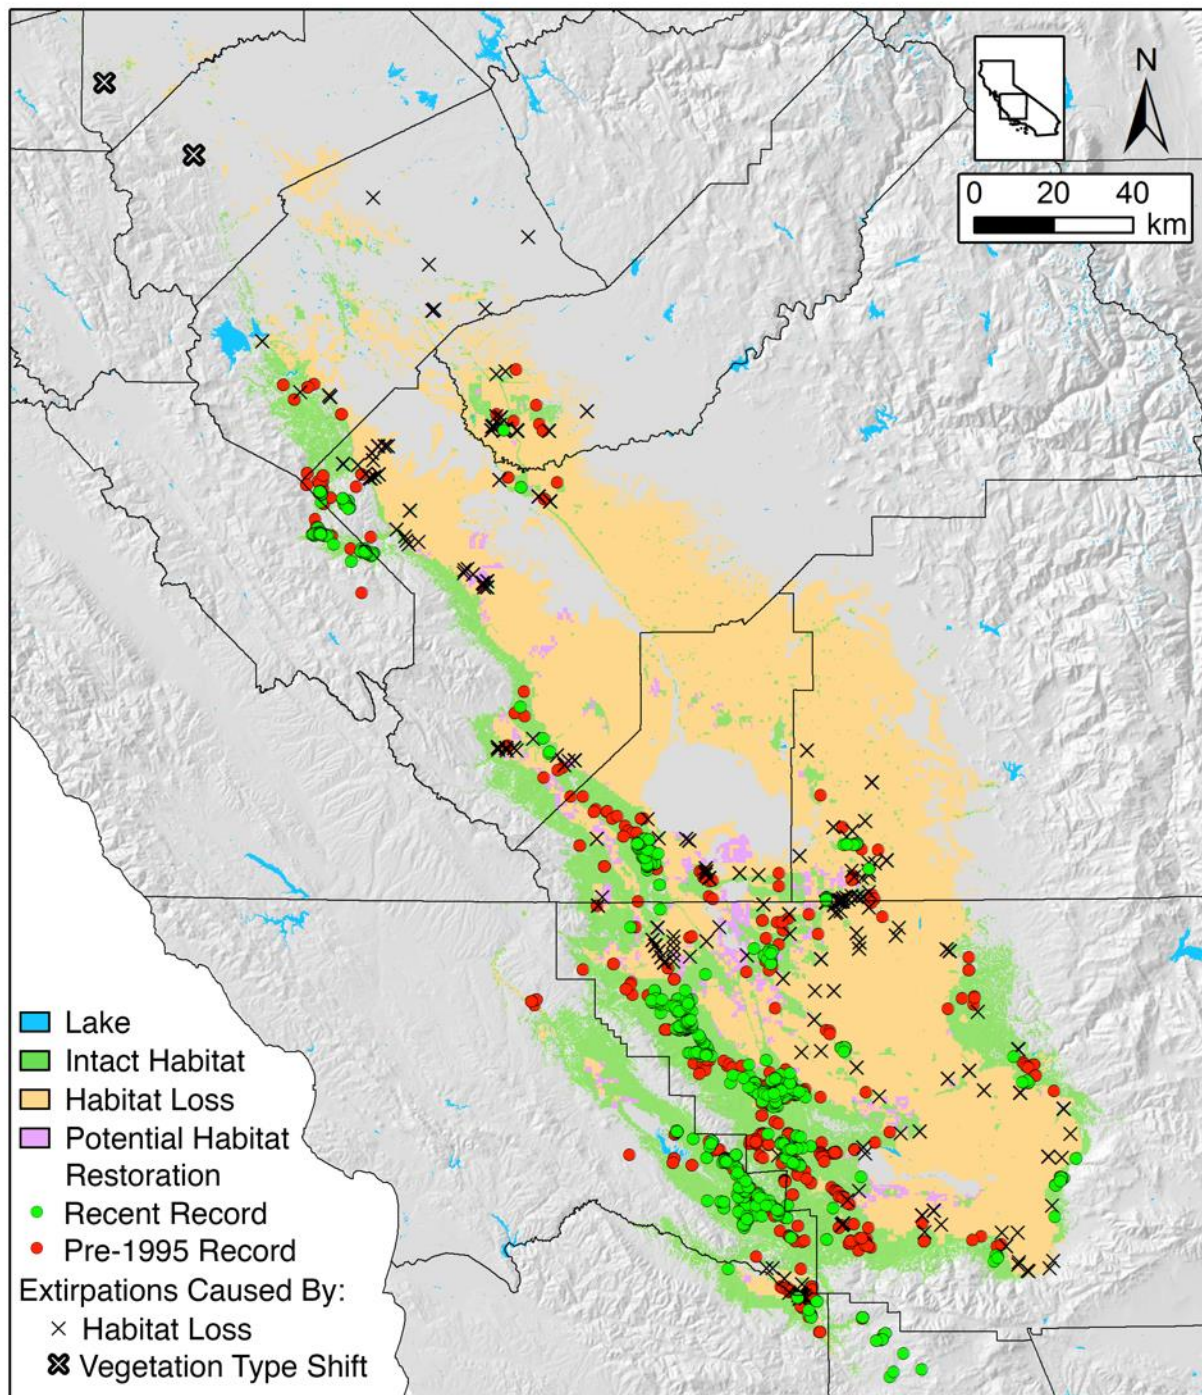 N
0 20 40
km
Lake
Intact Habitat
Habitat Loss
Potential Habitat
Restoration
Recent Record
Pre-1995 Record
Extirpations Caused By:
Habitat Loss
Vegetation Type Shift